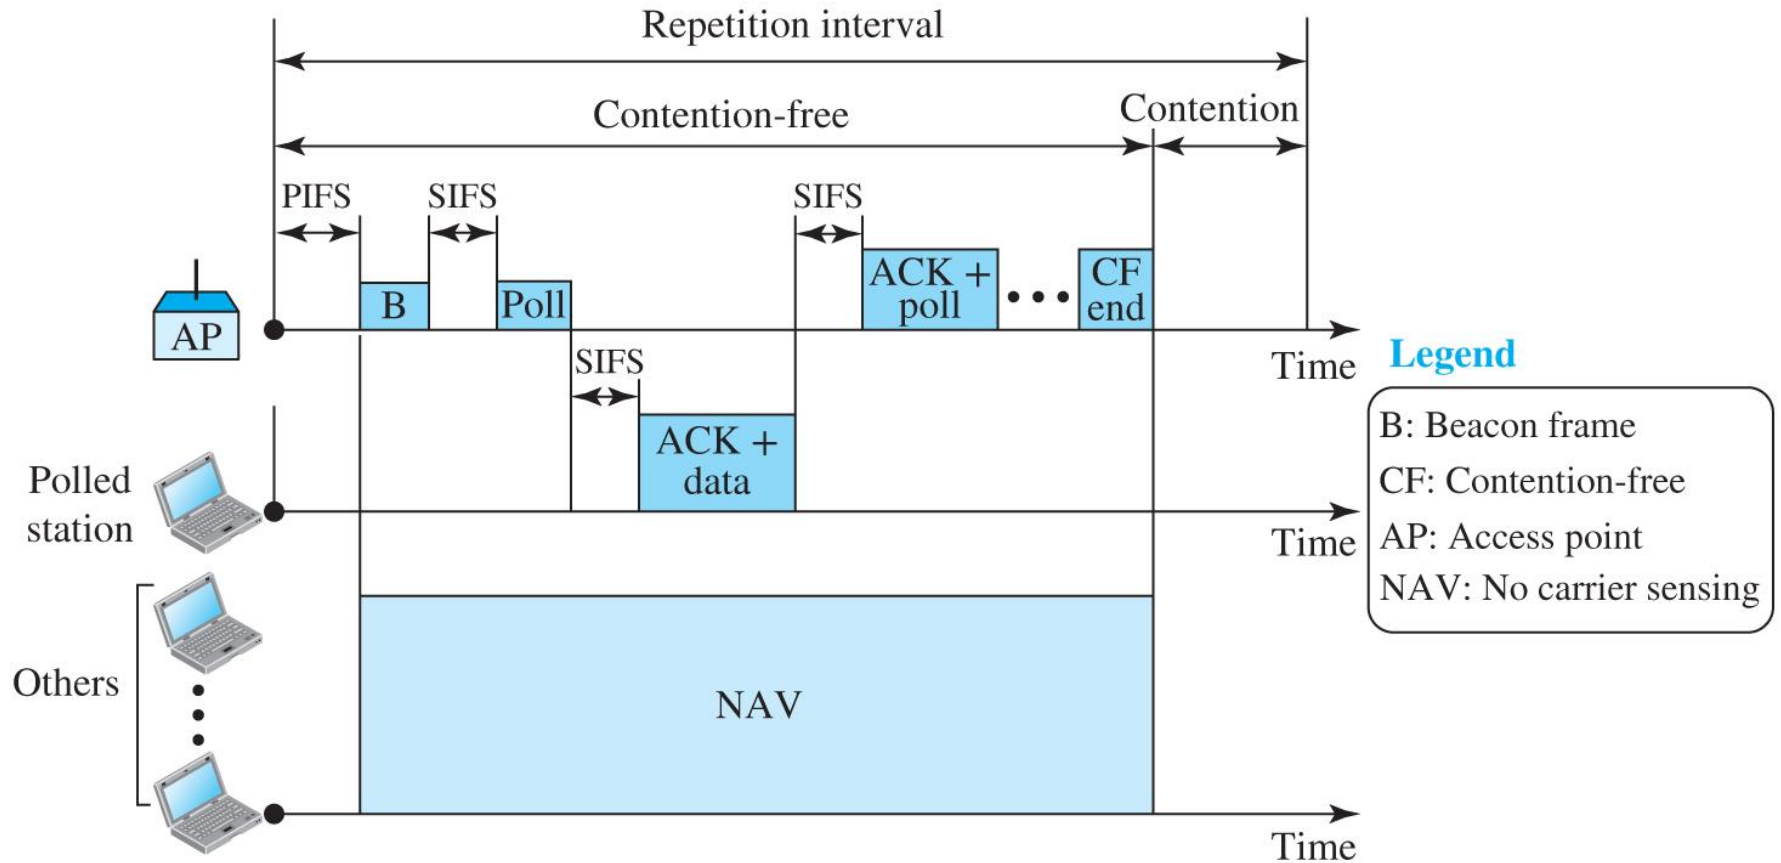 Repetition interval
Contention-free
Contention
PIFS
SIFS
SIFS
B
Poll
ACK +
poll
CF
end
AP
Time
SIFS
ACK +
data
Polled
station
Time
Others
NAV
Time
Legend
B: Beacon frame
CF: Contention-free
AP: Access point
NAV: No carrier sensing